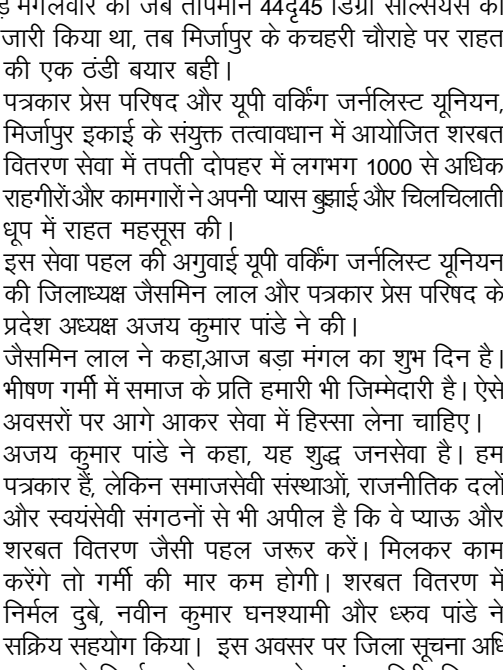 मंगलवार को जब तापमान 44दृ45 डिग्री सेल्सियस का
जारी किया था, तब मिर्जापुर के कचहरी चौराहे पर राहत
की एक ठंडी बयार बही।
पत्रकार प्रेस परिषद और यूपी वर्किंग जर्नलिस्ट यूनियन,
मिर्जापुर इकाई के संयुक्त तत्वावधान में आयोजित शरबत
वितरण सेवा में तपती दोपहर में लगभग 1000 से अधिक
राहगीरों और कामगारों ने अपनी प्यास बुझाई और चिलचिलाती
धूप में राहत महसूस की।
इस सेवा पहल की अगुवाई यूपी वर्किंग जर्नलिस्ट यूनियन
की जिलाध्यक्ष जैसमिन लाल और पत्रकार प्रेस परिषद के
प्रदेश अध्यक्ष अजय कुमार पांडे ने की।
जैसमिन लाल ने कहा,आज बड़ा मंगल का शुभ दिन है।
भीषण गर्मी में समाज के प्रति हमारी भी जिम्मेदारी है। ऐसे
अवसरों पर आगे आकर सेवा में हिस्सा लेना चाहिए।
अजय कुमार पांडे ने कहा, यह शुद्ध जनसेवा है। हम
पत्रकार हैं, लेकिन समाजसेवी संस्थाओं, राजनीतिक दलों
और स्वयंसेवी संगठनों से भी अपील है कि वे प्याऊ और
शरबत वितरण जैसी पहल जरूर करें। मिलकर काम
करेंगे तो गर्मी की मार कम होगी। शरबत वितरण में
निर्मल दुबे, नवीन कुमार घनश्यामी और ध्रुव पांडे ने
सक्रिय सहयोग किया। इस अवसर पर जिला सूचना अधि